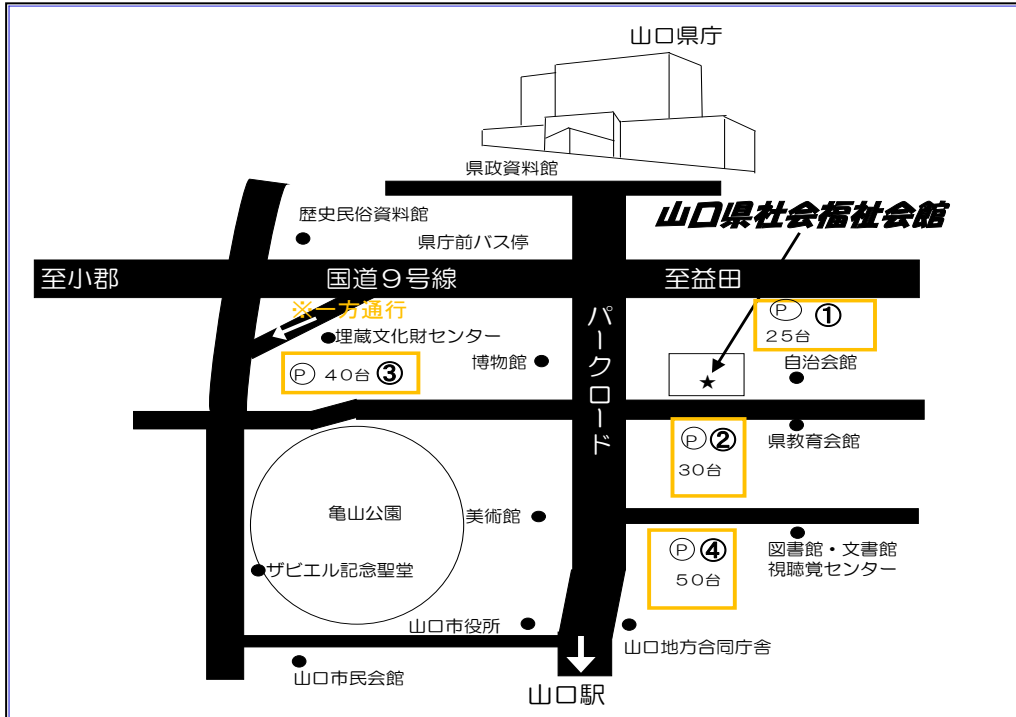 山口県庁
県政資料館
山口県社会福祉会館
歴史民俗資料館
県庁前バス停
至小郡
国道9号線
至益田
※一方通行
埋蔵文化財センター
パークロード
Ⓟ ①
25台
博物館
自治会館
Ⓟ 40台 ③
★
Ⓟ ②
30台
県教育会館
亀山公園
美術館
Ⓟ ④
50台
図書館・文書館
視聴覚センター
ザビエル記念聖堂
山口市役所
山口地方合同庁舎
山口市民会館
山口駅